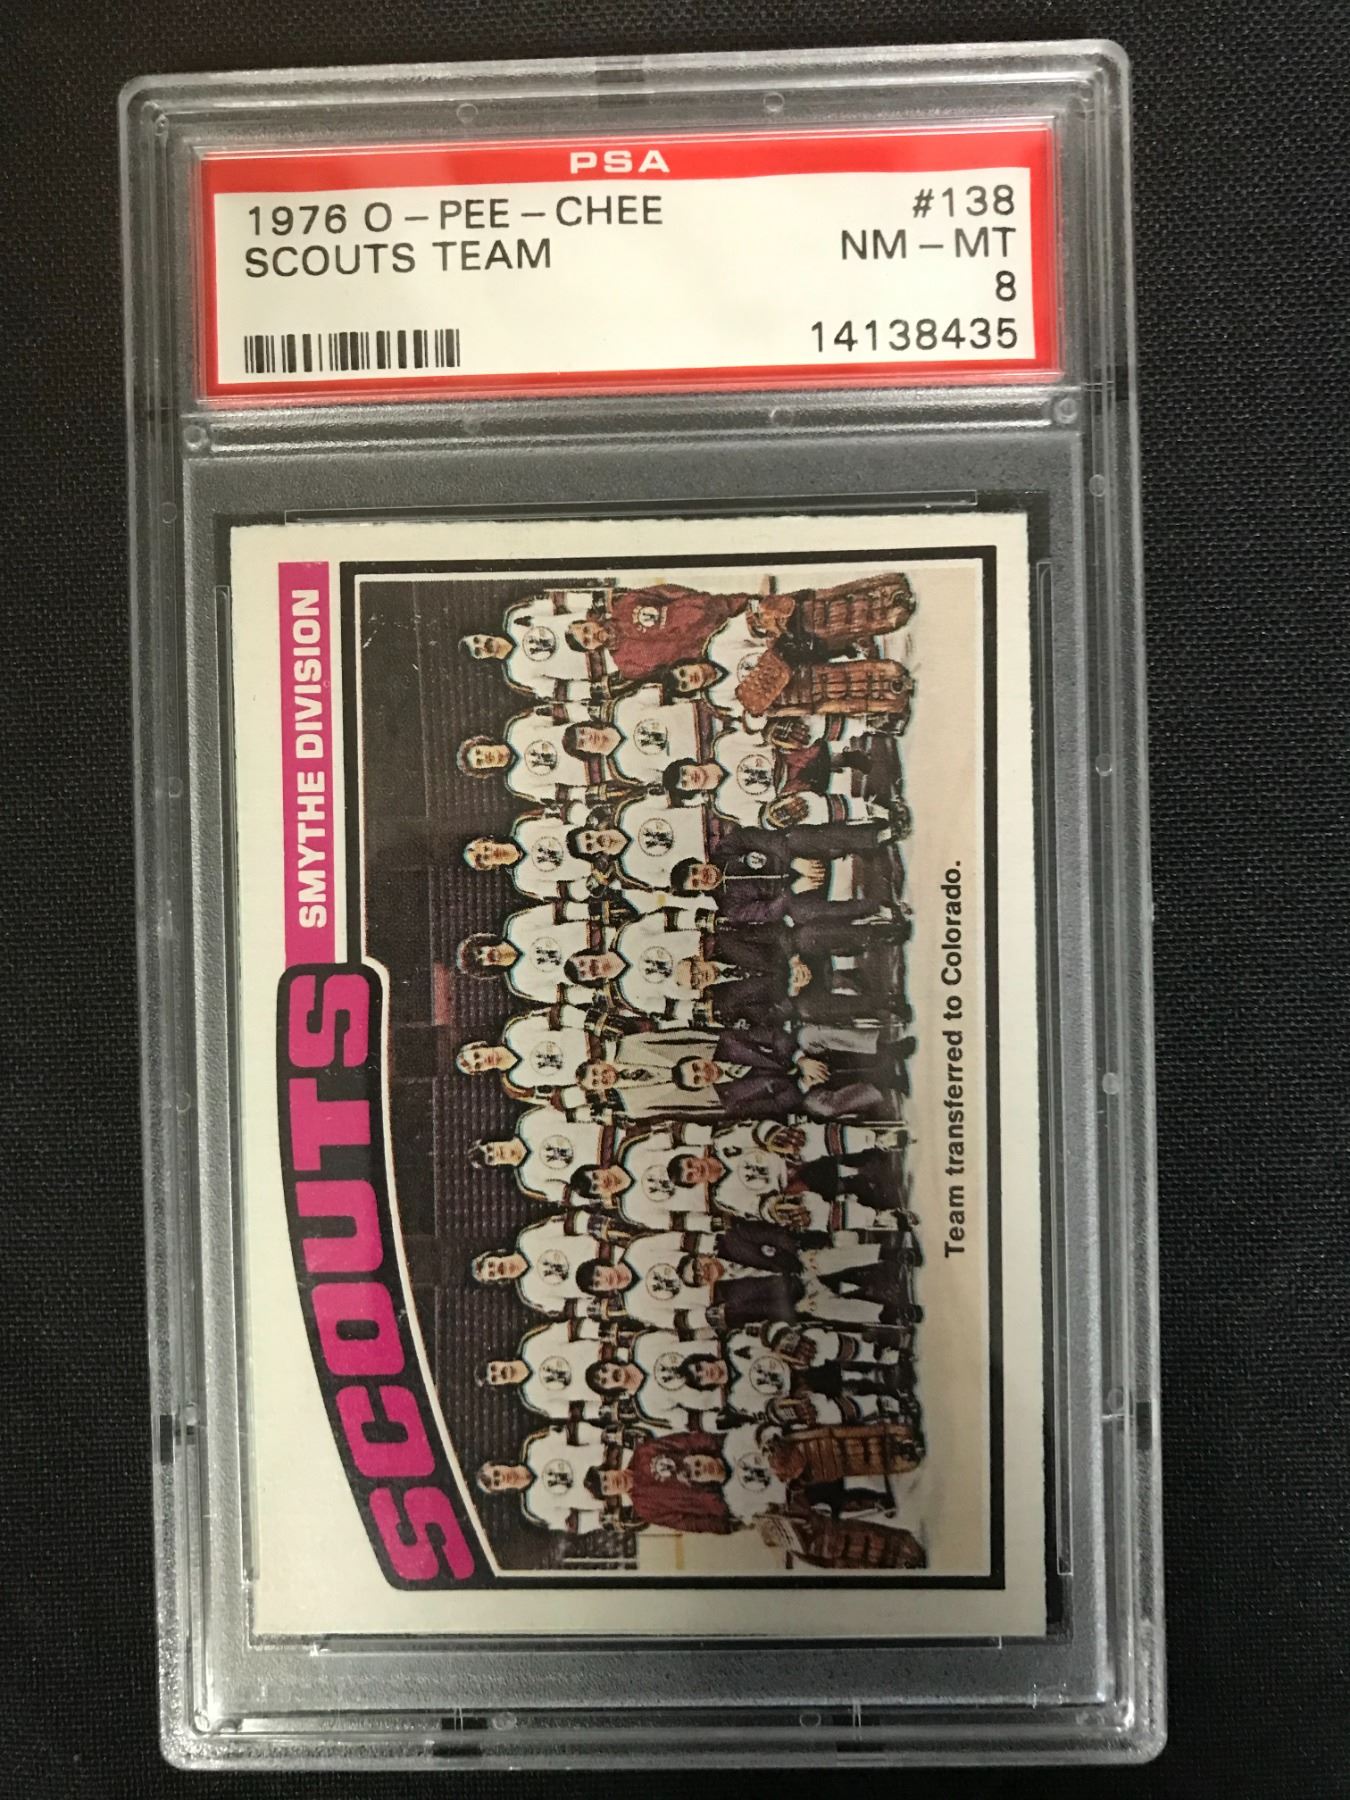 PSA
1976 O-PEE-CHEE
SCOUTS TEAM
#138
NM-MT
8
14138435
SCOUTS
SMYTHE DIVISION
Team transferred to Colorado.